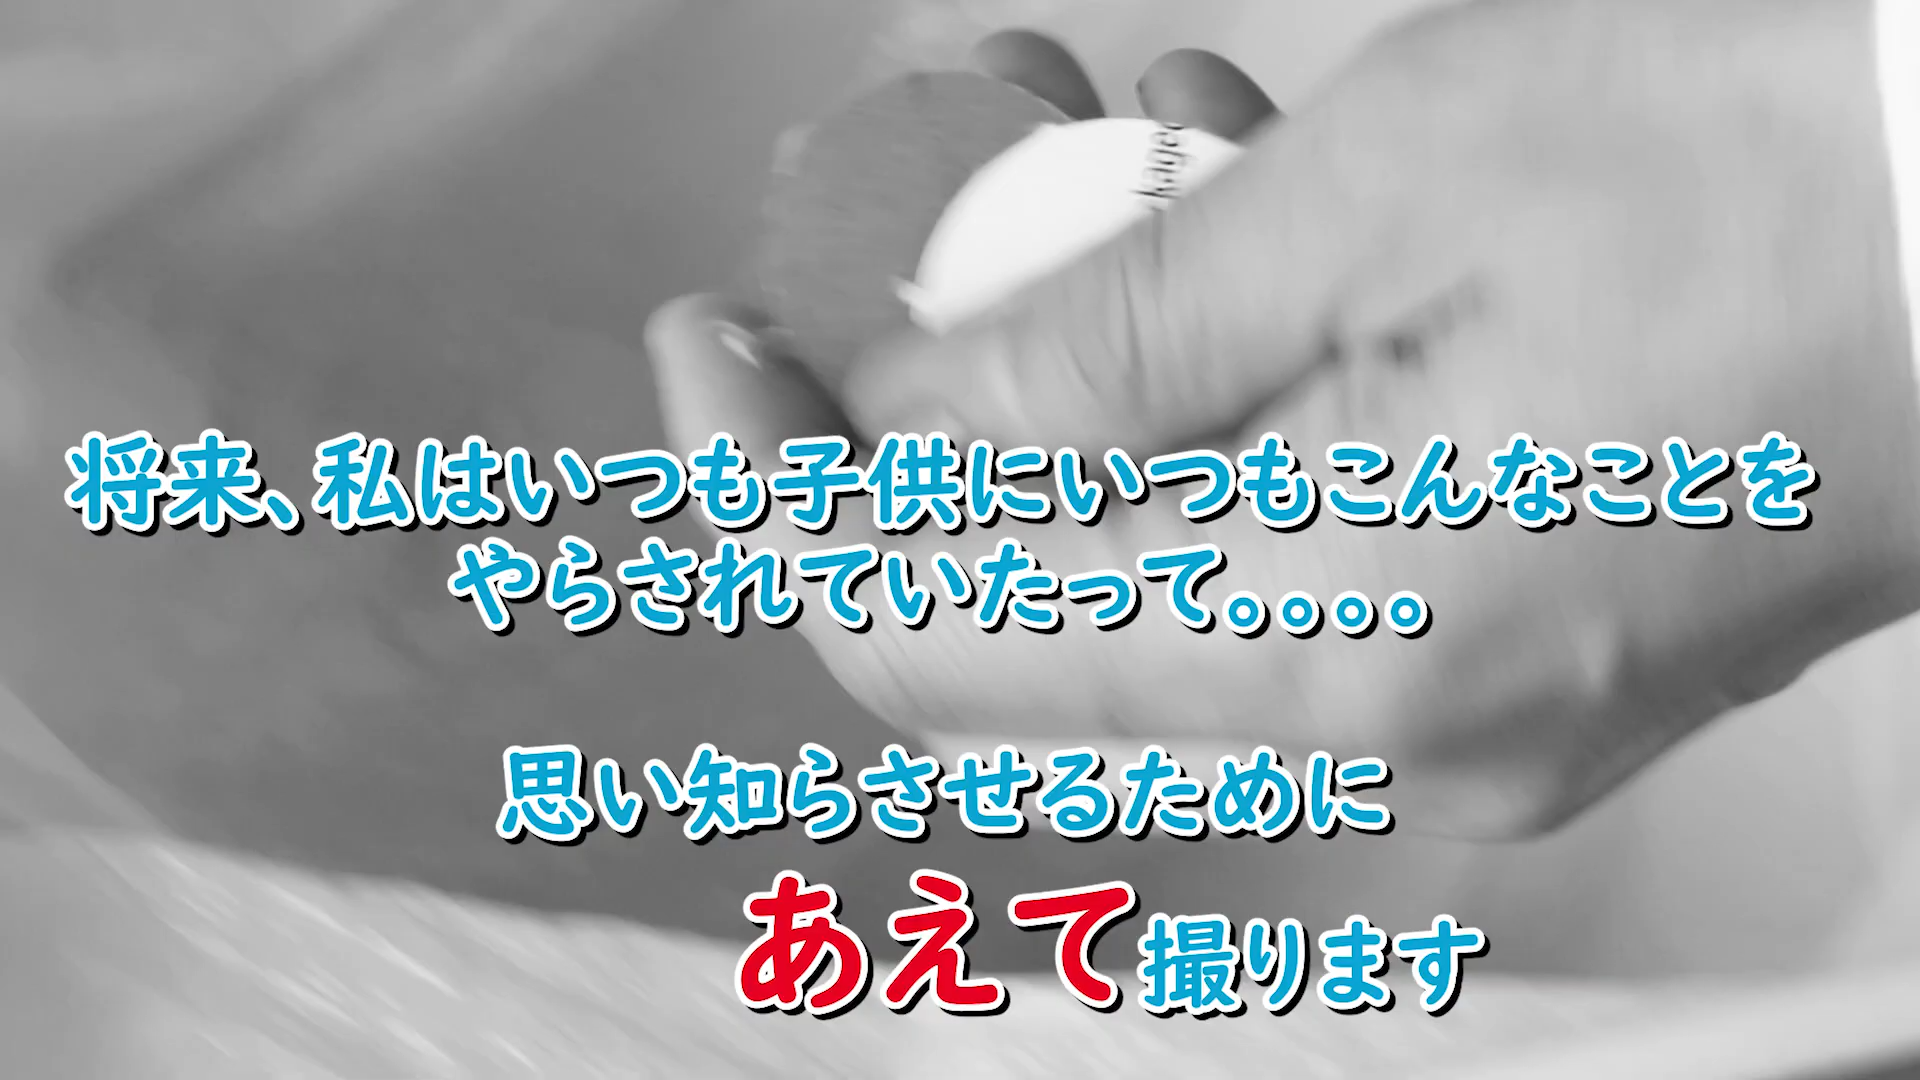 kage
将来、私はいつも子供にいつもこんなことを
やらされていたって。。。。
思い知らさせるために
あえて撮ります